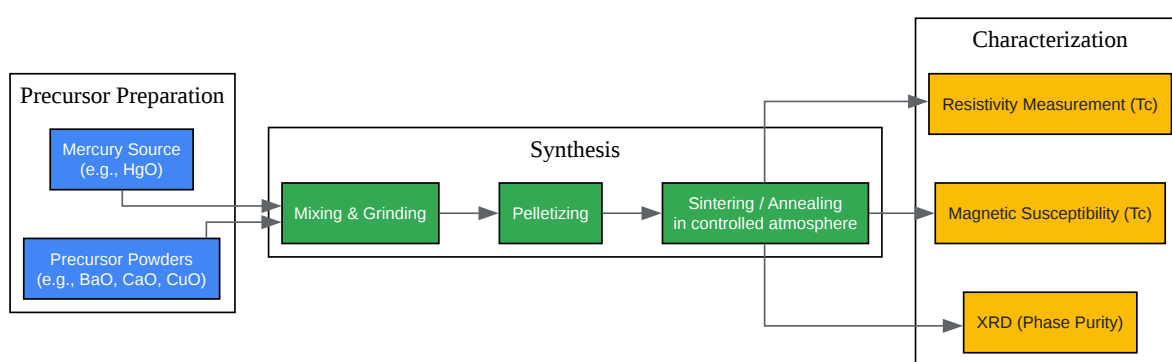 Precursor Preparation
Mercury Source
(e.g., HgO)
Precursor Powders
(e.g., BaO, CaO, CuO)
Synthesis
Mixing & Grinding
Pelletizing
Sintering / Annealing
in controlled atmosphere
Characterization
Resistivity Measurement (Tc)
Magnetic Susceptibility (Tc)
XRD (Phase Purity)